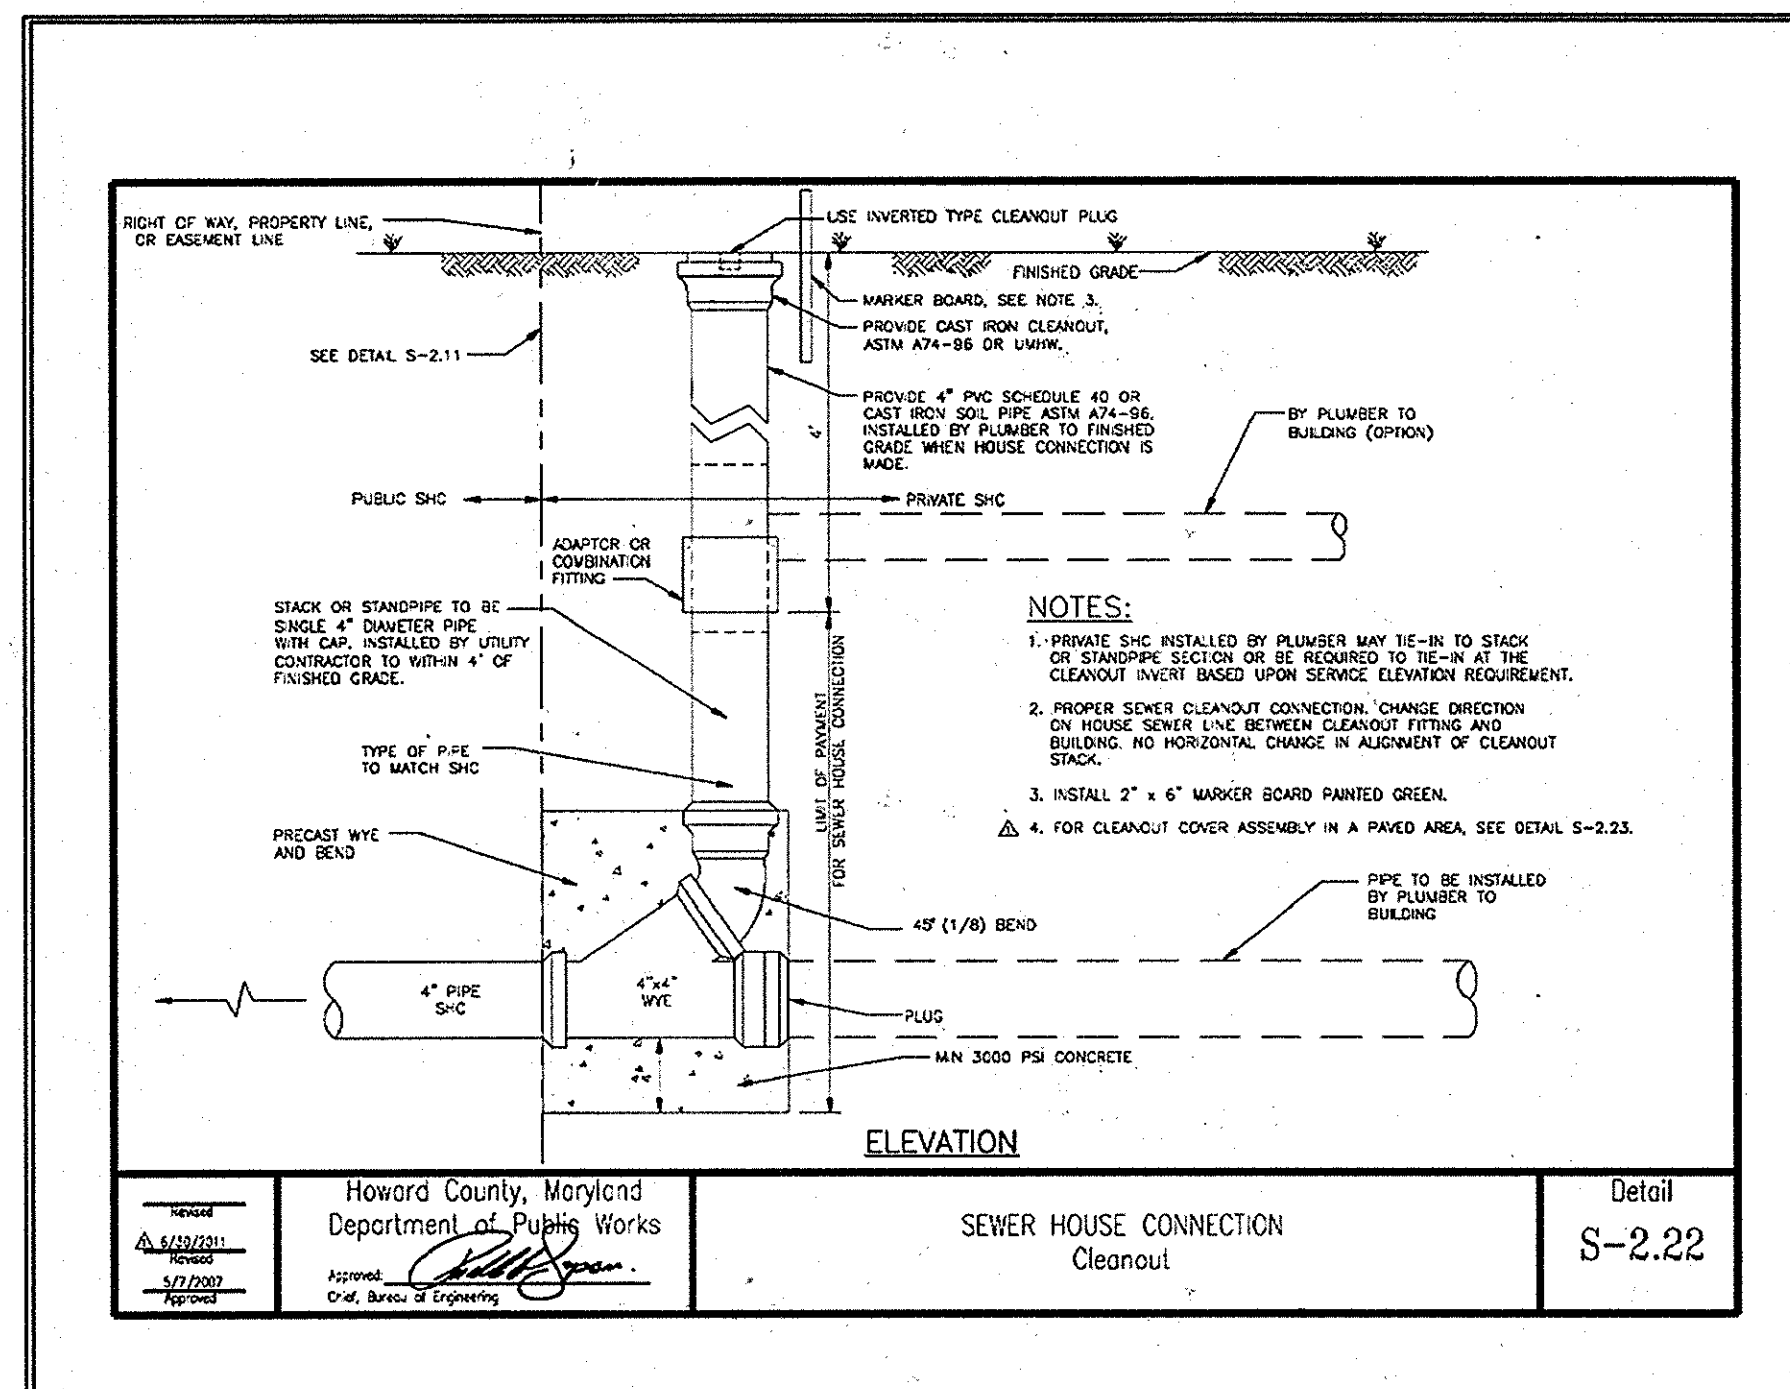 RIGHT OF WAY, PROPERTY LINE,
OR EASEMENT LINE
USE INVERTED TYPE CLEANOUT PLUG
FINISHED GRADE
MARKER BOARD, SEE NOTE 3.
PROVIDE CAST IRON CLEANOUT,
ASTM A74-96 OR UMHW.
SEE DETAIL S-2.11
PROVIDE 4" PVC SCHEDULE 40 OR
CAST IRON SOIL PIPE ASTM A74-96.
INSTALLED BY PLUMBER TO FINISHED
GRADE WHEN HOUSE CONNECTION IS
MADE.
4'
BY PLUMBER TO
BUILDING (OPTION)
PUBLIC SHC
PRIVATE SHC
ADAPTOR OR
COMBINATION
FITTING
STACK OR STANDPIPE TO BE
SINGLE 4" DIAMETER PIPE
WITH CAP. INSTALLED BY UTILITY
CONTRACTOR TO WITHIN 4' OF
FINISHED GRADE.
LIMIT OF PAYMENT
FOR SEWER HOUSE CONNECTION
NOTES:
1. PRIVATE SHC INSTALLED BY PLUMBER MAY TIE-IN TO STACK
OR STANDPIPE SECTION OR BE REQUIRED TO TIE-IN AT THE
CLEANOUT INVERT BASED UPON SERVICE ELEVATION REQUIREMENT.
2. PROPER SEWER CLEANOUT CONNECTION. CHANGE DIRECTION
ON HOUSE SEWER LINE BETWEEN CLEANOUT FITTING AND
BUILDING. NO HORIZONTAL CHANGE IN ALIGNMENT OF CLEANOUT
STACK.
3. INSTALL 2" x 6" MARKER BOARD PAINTED GREEN.
1 4. FOR CLEANOUT COVER ASSEMBLY IN A PAVED AREA, SEE DETAIL S-2.23.
TYPE OF PIPE
TO MATCH SHC
PRECAST WYE
AND BEND
45° (1/8) BEND
PIPE TO BE INSTALLED
BY PLUMBER TO
BUILDING
4" PIPE
SHC
4"x4"
WYE
PLUG
MIN 3000 PSI CONCRETE
ELEVATION
Revised
1 6/30/2011
Revised
5/7/2007
Approved
Howard County, Maryland
Department of Public Works
Approved:
Chief, Bureau of Engineering
SEWER HOUSE CONNECTION
Cleanout
Detail
S-2.22